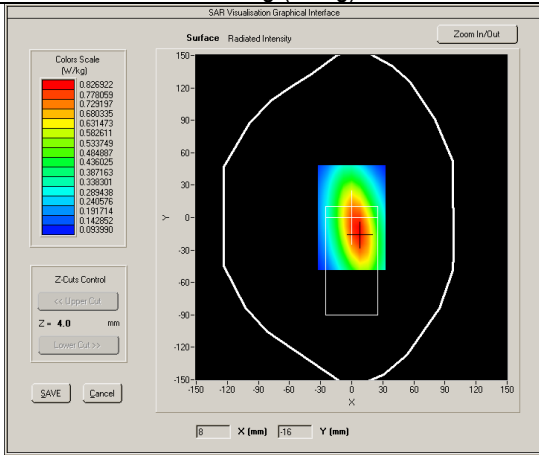 SAR Visualisation Graphical Interface
Surface Radiated Intensity
Zoom In/Out
Colors Scale
(W/kg)
0.826922
0.778059
0.729197
0.680335
0.631473
0.582611
0.533749
0.484887
0.436025
0.387163
0.338301
0.289438
0.240576
0.191714
0.142852
0.093990
150-
120-
90-
60-
30-
Y
0-
-30-
-60-
-90-
-120-
-150-
-150 -120 -90 -60 -30 0 30 60 90 120 150
X
Z-Cuts Control
<< Upper Cut
Z = 4.0 mm
Lower Cut >>
SAVE Cancel
8 X (mm) -16 Y (mm)